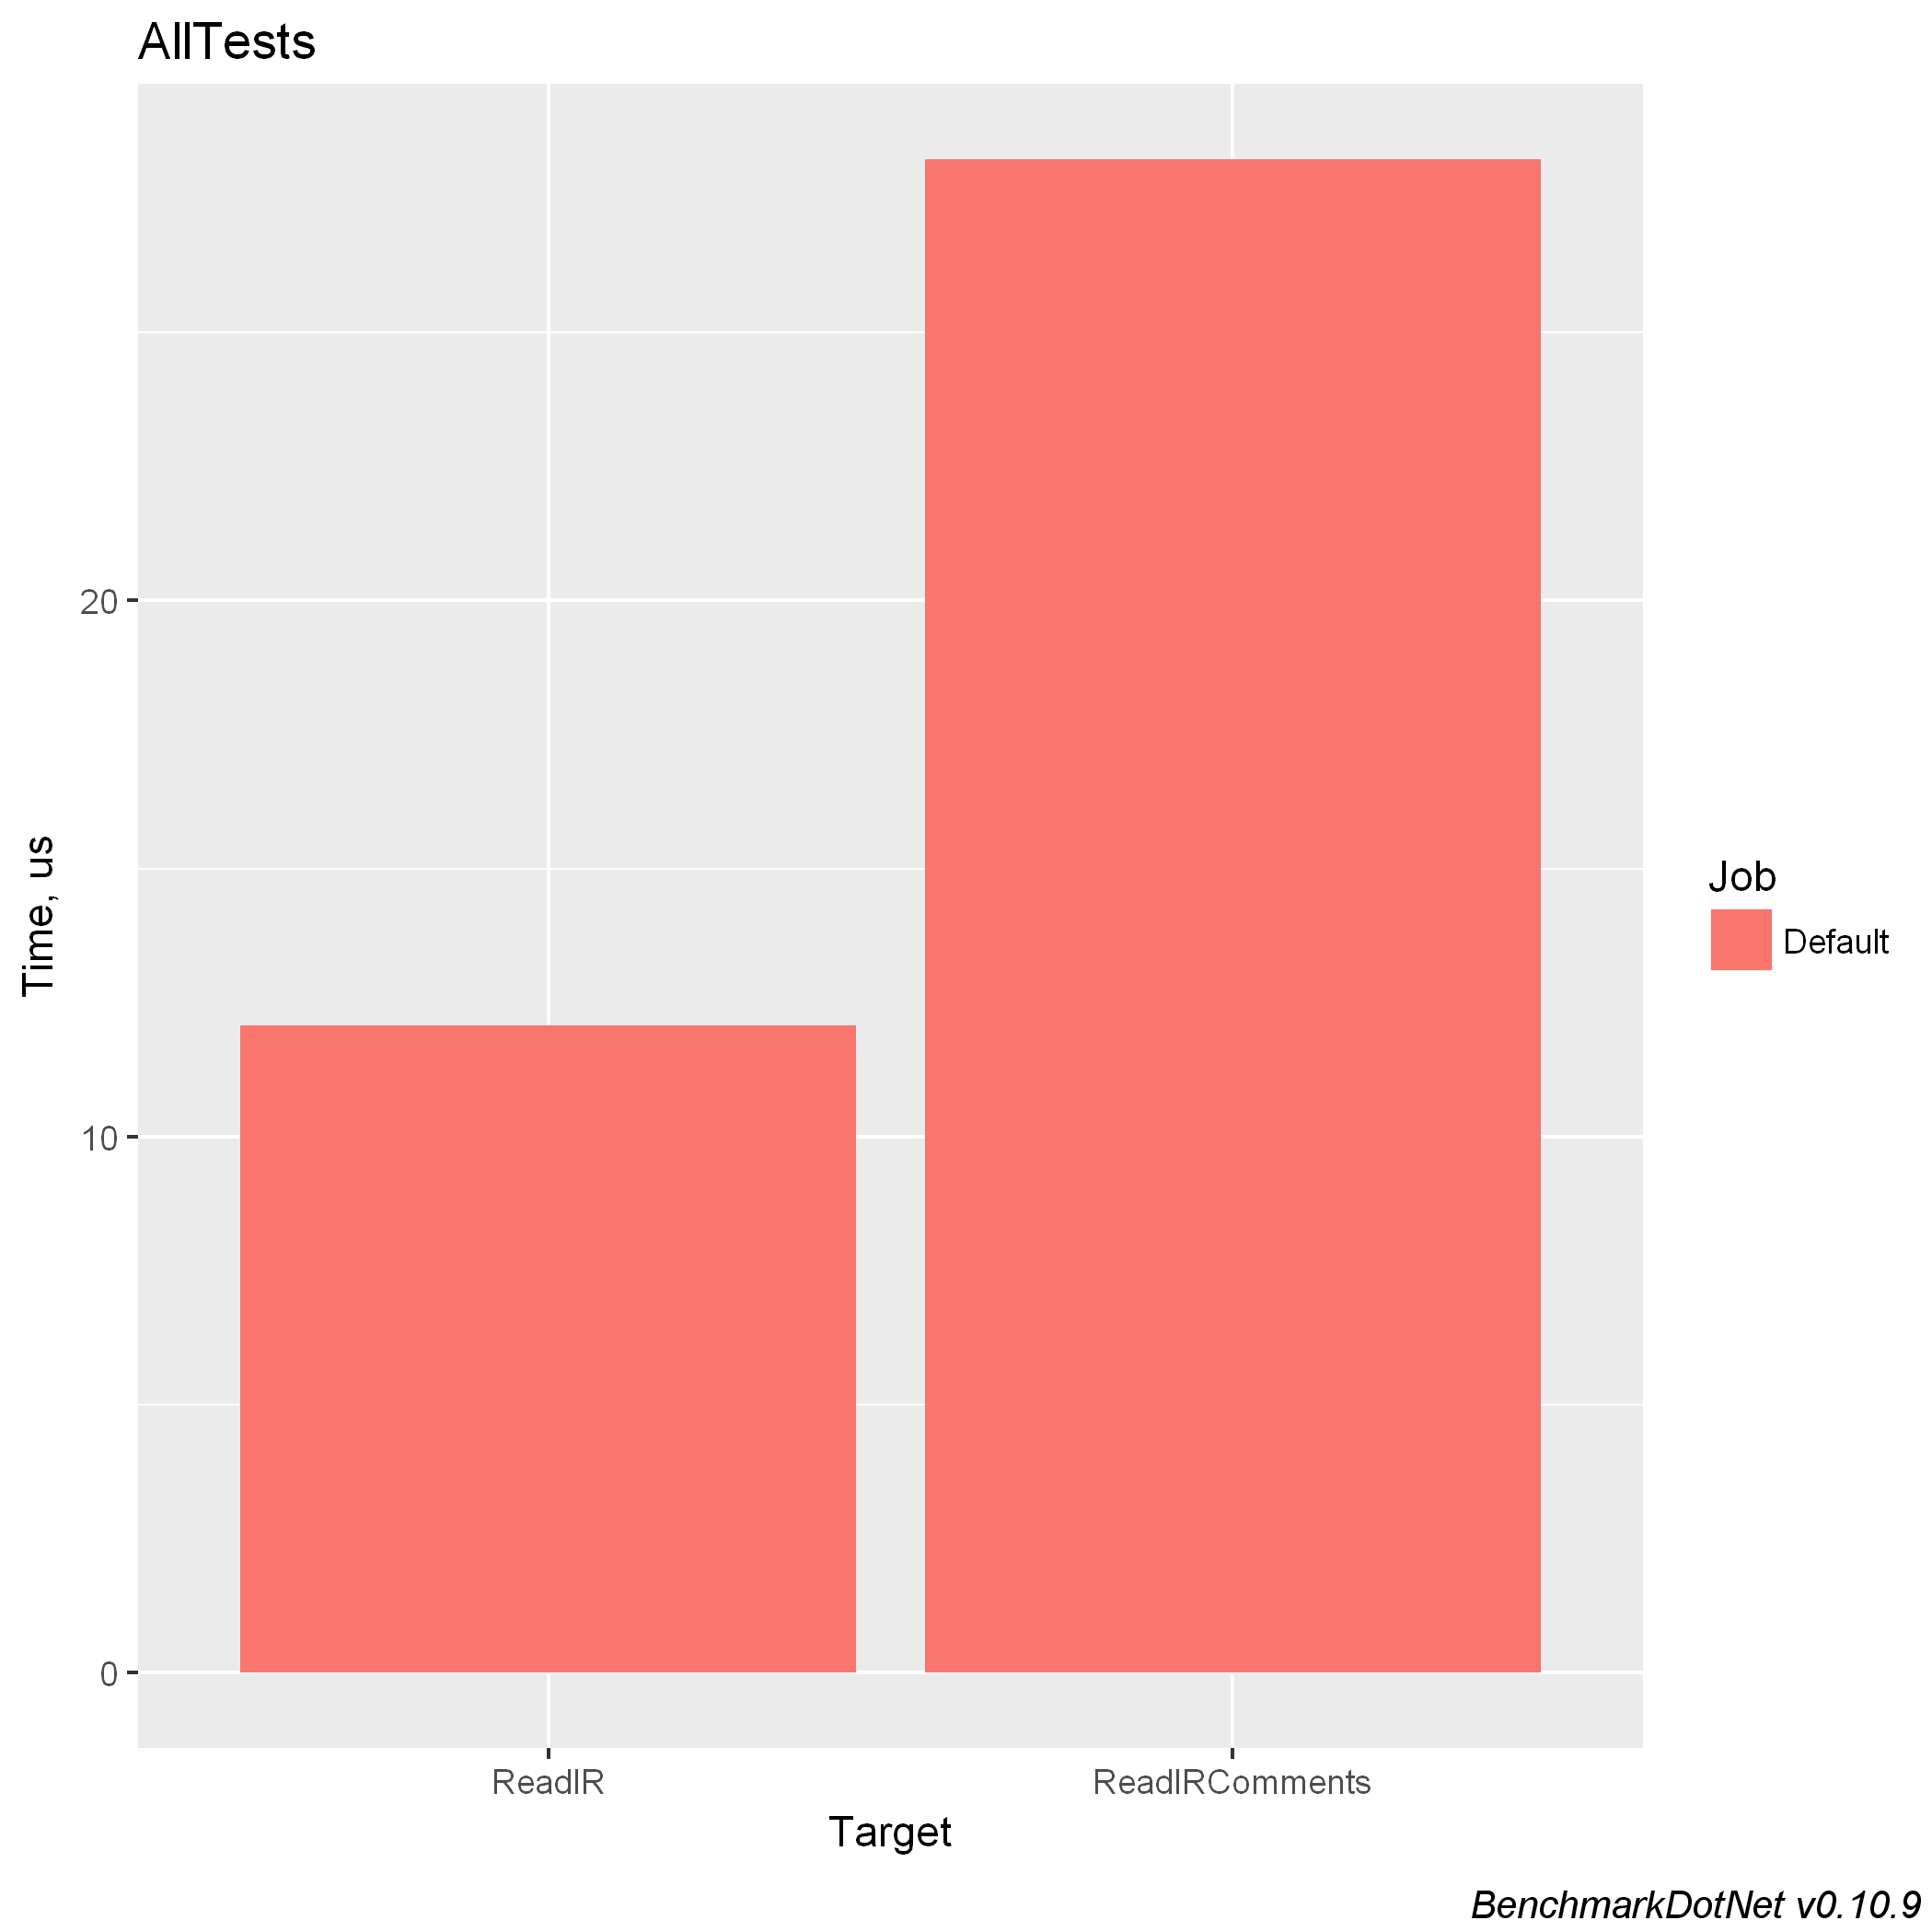 AllTests
20
10
0
Time, us
ReadIR
ReadIRComments
Target
Job
Default
BenchmarkDotNet v0.10.9